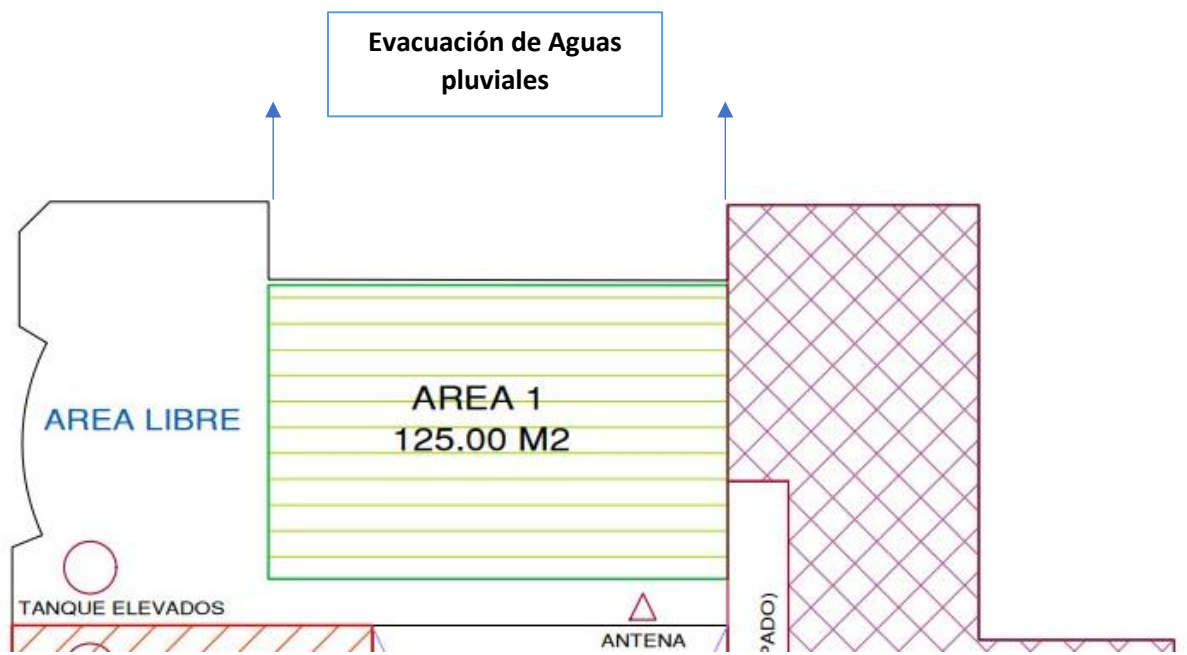 Evacuación de Aguas
pluviales
AREA 1
125.00 M2
AREA LIBRE
TANQUE ELEVADOS
ANTENA